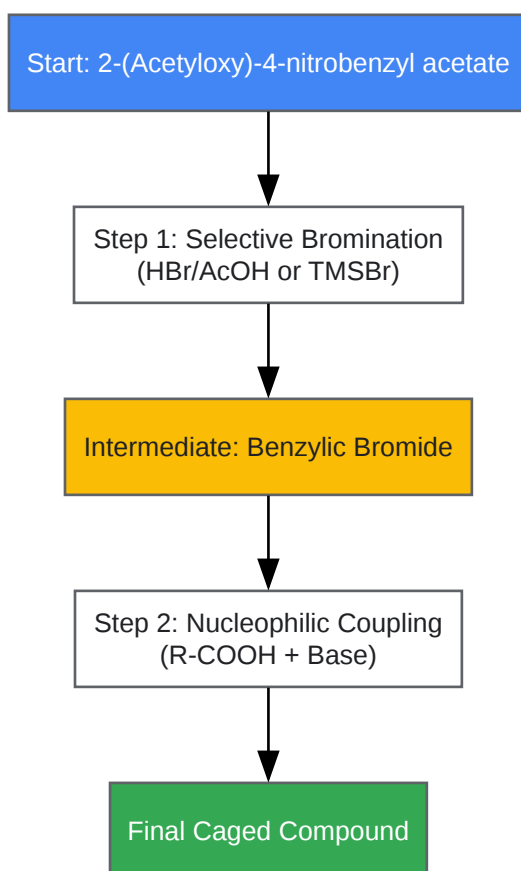 Start: 2-(Acetyloxy)-4-nitrobenzyl acetate
Step 1: Selective Bromination
(HBr/AcOH or TMSBr)
Intermediate: Benzylic Bromide
Step 2: Nucleophilic Coupling
(R-COOH + Base)
Final Caged Compound